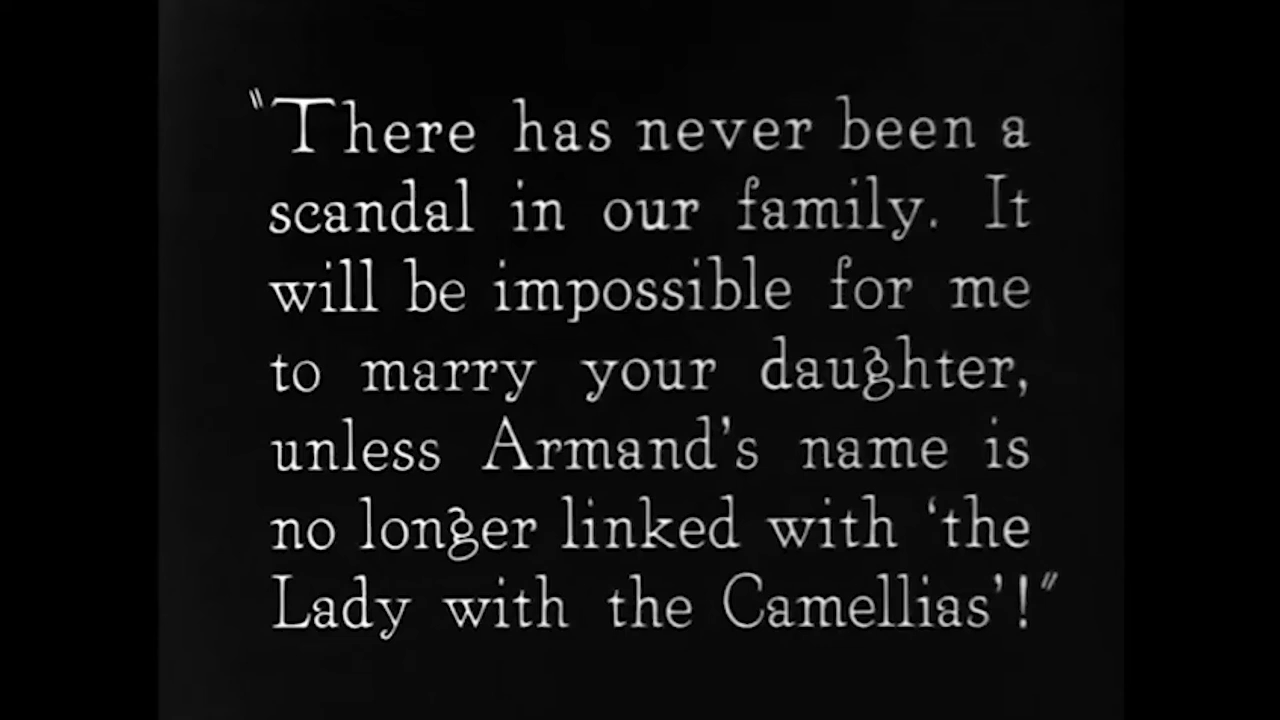 "There has never been a
scandal in our family. It
will be impossible for me
to marry your daughter,
unless Armand's name is
no longer linked with 'the
Lady with the Camellias'!"